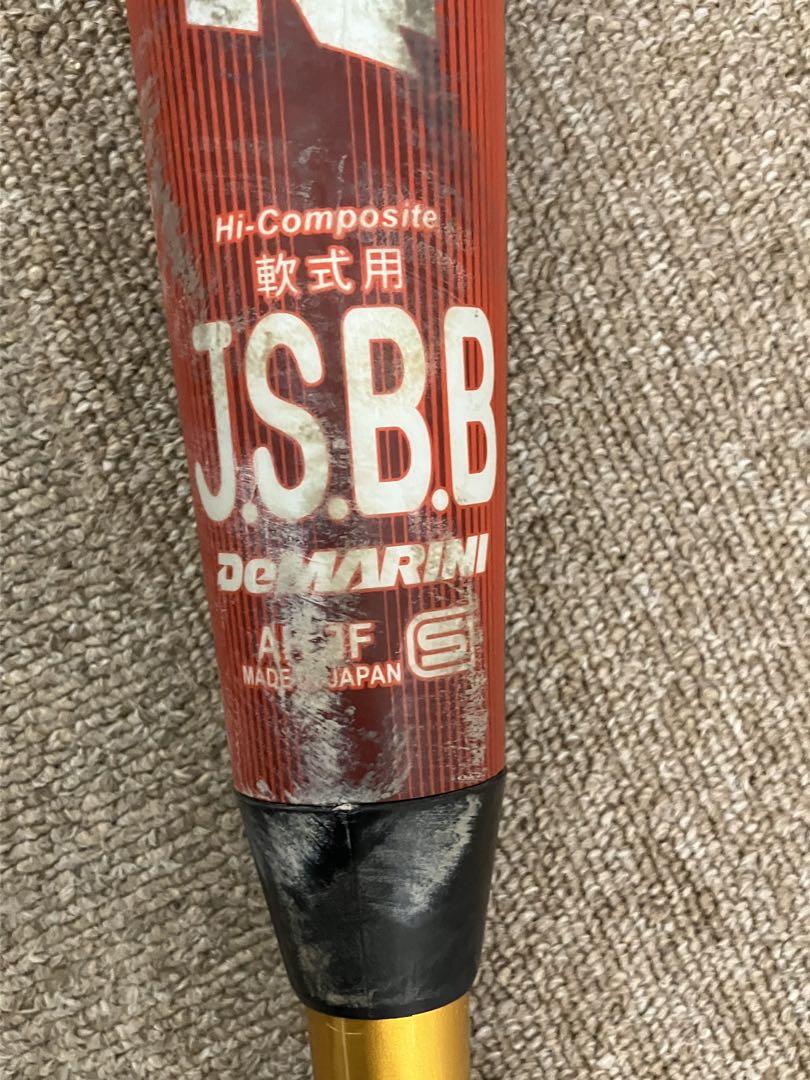 Hi-Composite
軟式用
J.S.B.B
DeMARINI
MADE JAPAN